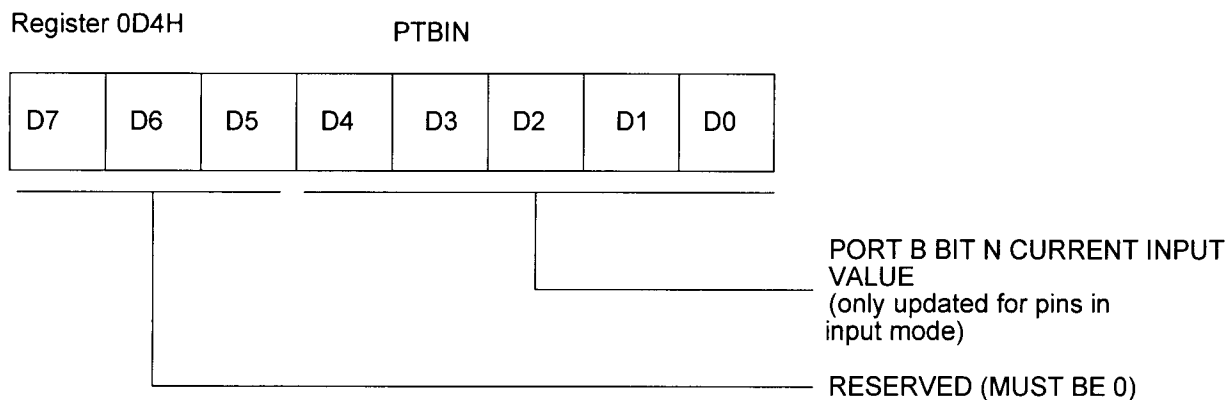 Register 0D4H PTBIN
D7 D6 D5 D4 D3 D2 D1 D0
PORT B BIT N CURRENT INPUT
VALUE
(only updated for pins in
input mode)
RESERVED (MUST BE 0)